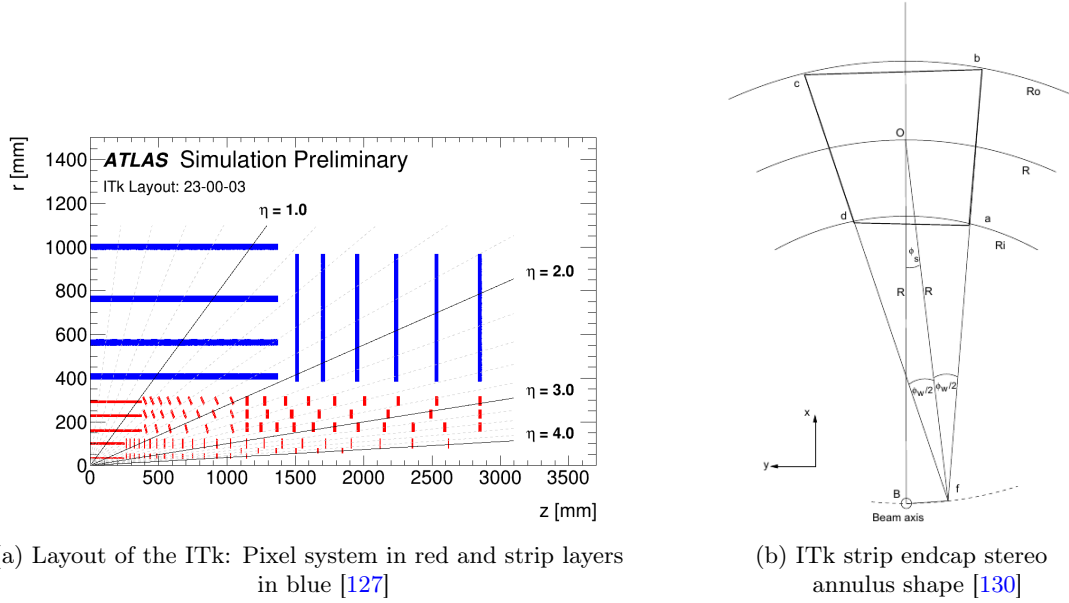 r [mm]
1400
1200
1000
800
600
400
200
0
ATLAS Simulation Preliminary
ITk Layout: 23-00-03
η = 1.0
η = 2.0
η = 3.0
η = 4.0
0 500 1000 1500 2000 2500 3000 3500
z [mm]
b
c
Ro
O
R
d
a
Ri
ϕs
R R
ϕw/2 ϕw/2
x
y
B
f
Beam axis
a) Layout of the ITk: Pixel system in red and strip layers
in blue [127]
(b) ITk strip endcap stereo
annulus shape [130]